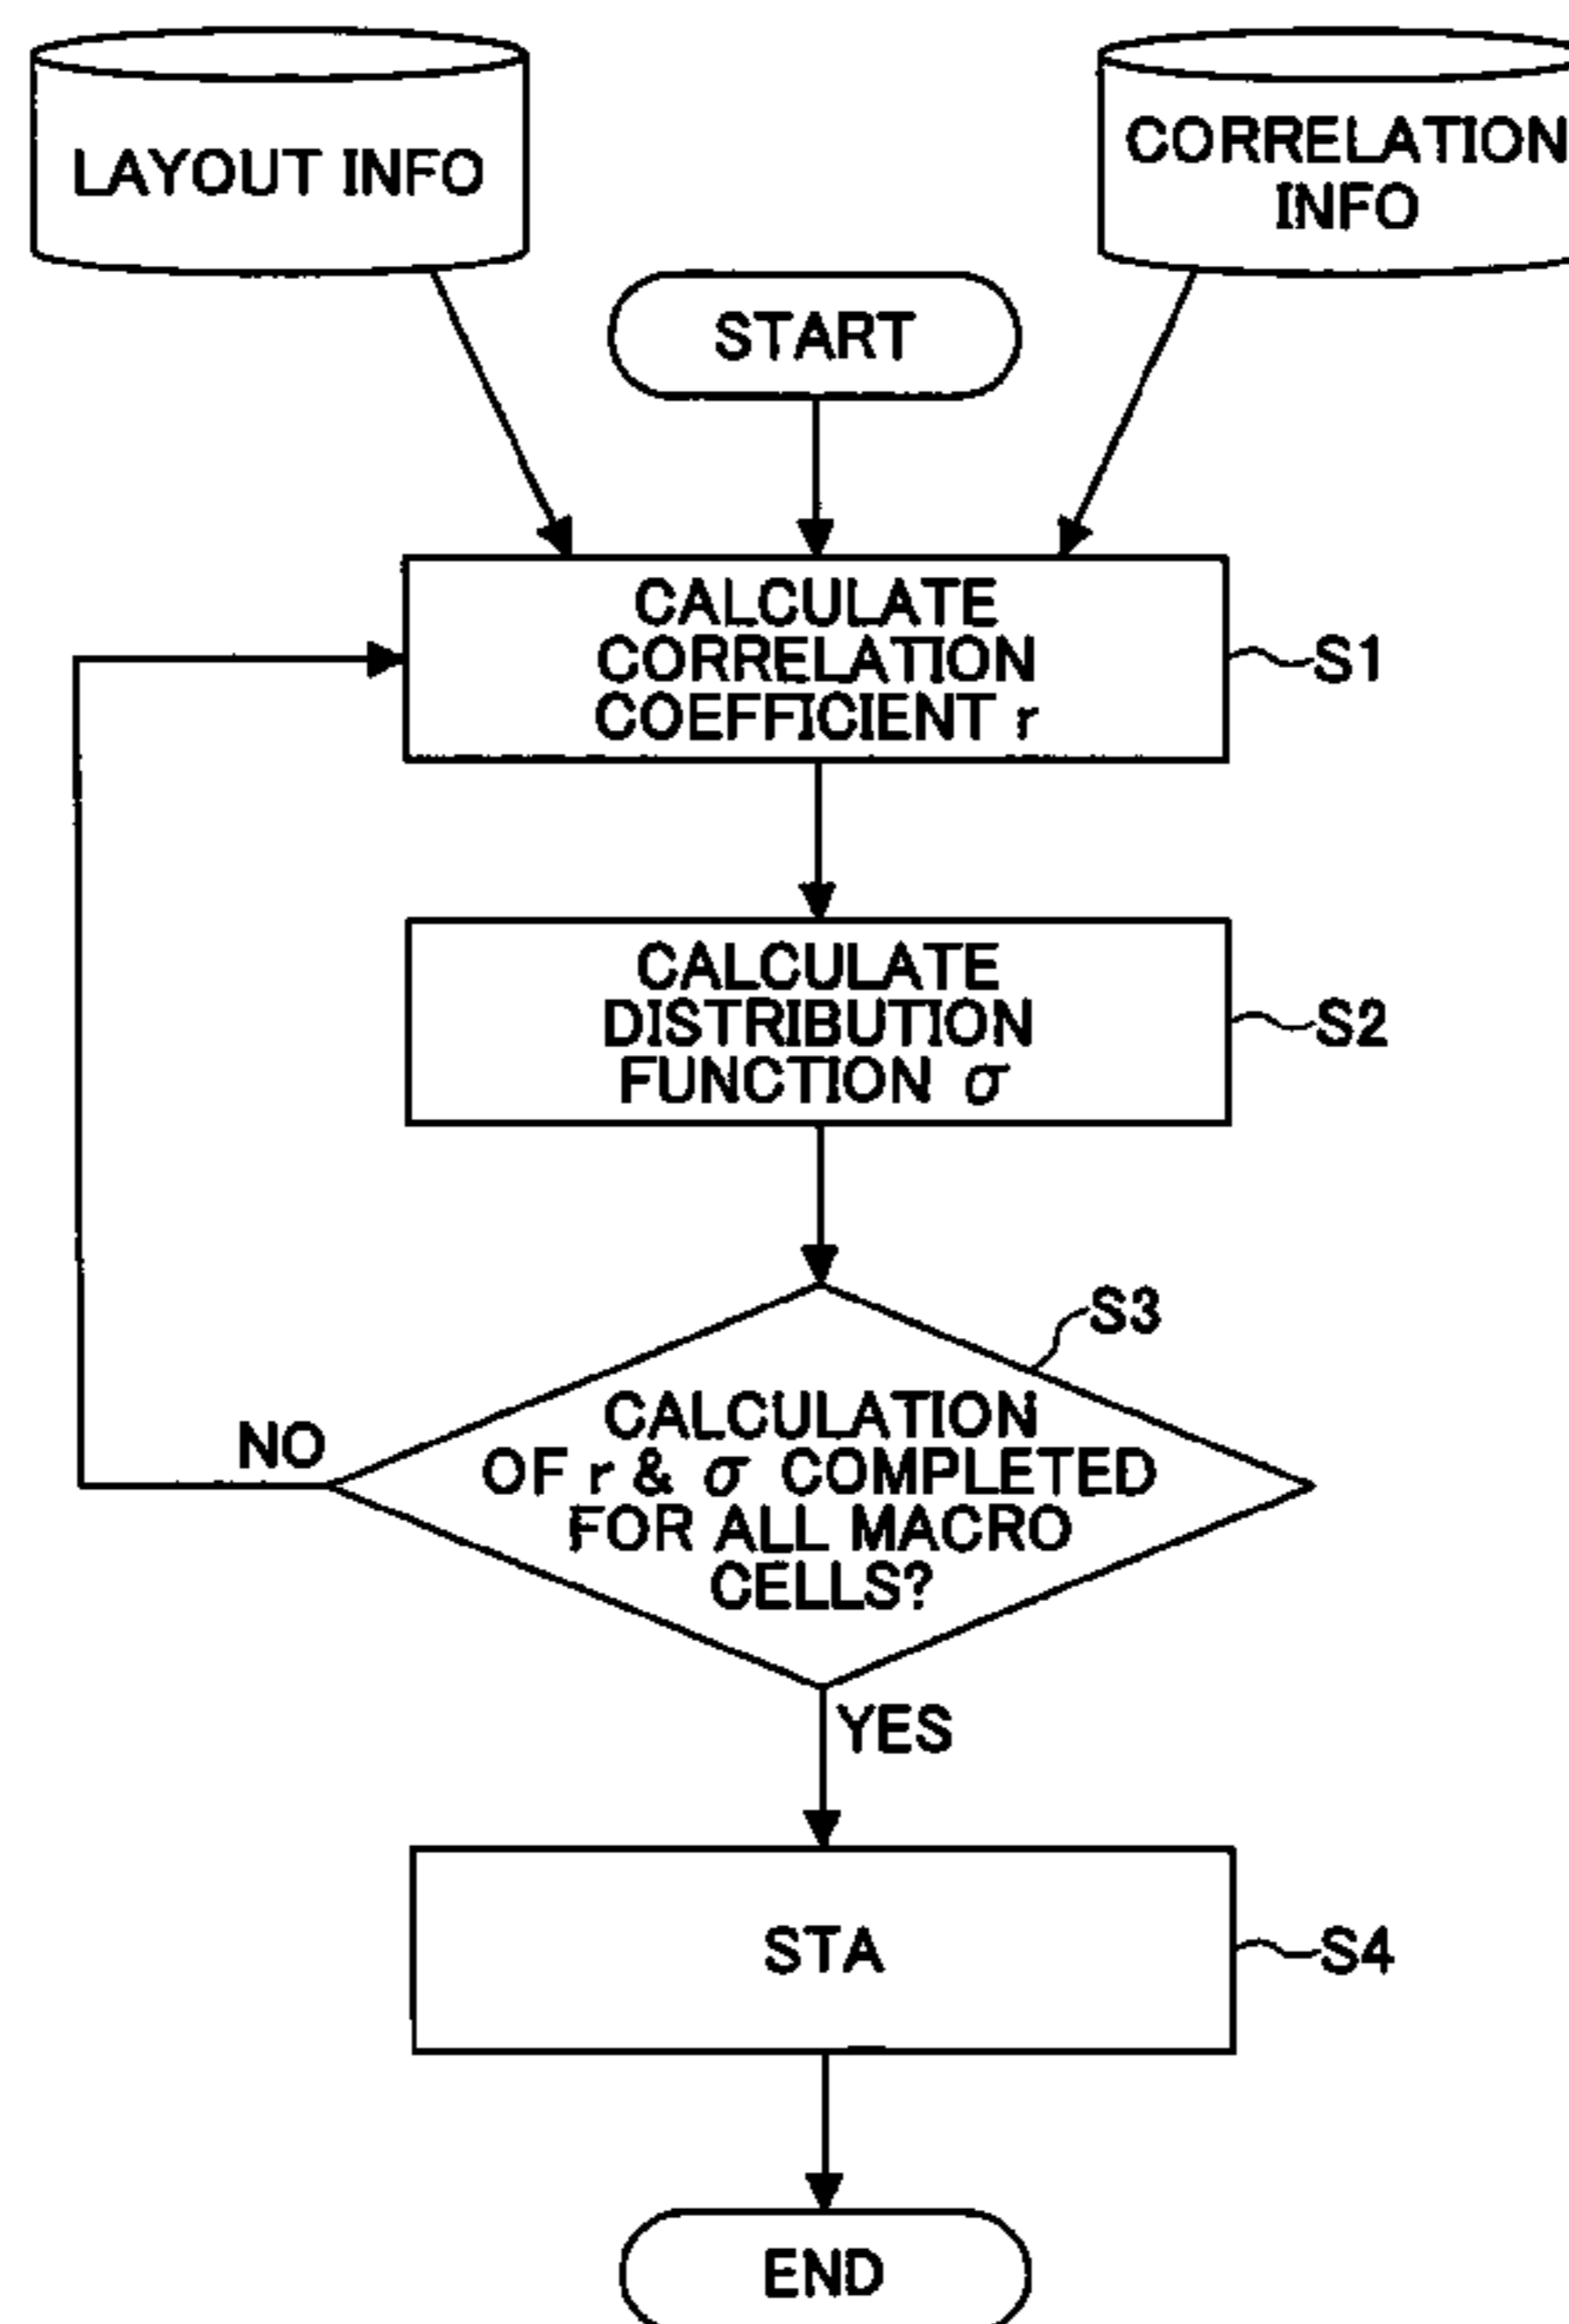 LAYOUT INFO
CORRELATION
INFO
START
CALCULATE
CORRELATION
COEFFICIENT r
S1
CALCULATE
DISTRIBUTION
FUNCTION σ
S2
S3
CALCULATION
OF r & σ COMPLETED
FOR ALL MACRO
CELLS?
NO
YES
STA
S4
END